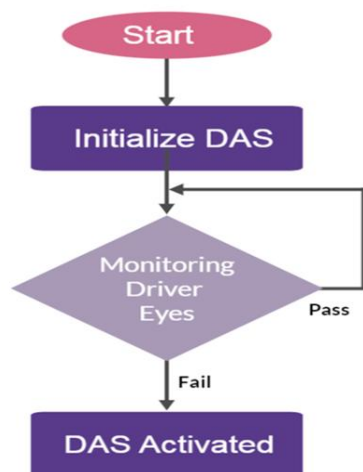 Start
Initialize DAS
Monitoring
Driver
Eyes
Pass
Fail
DAS Activated